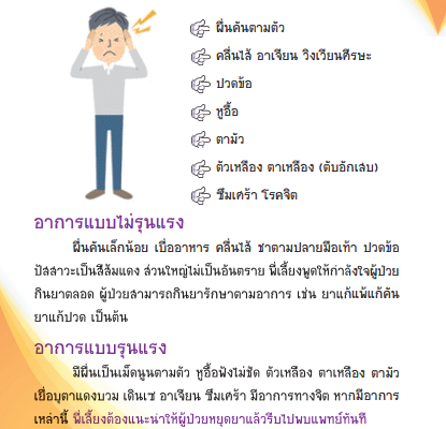 ผื่นคันตามตัว
คลื่นไส้ อาเจียน วิงเวียนศีรษะ
ปวดข้อ
หูอื้อ
ตามัว
ตัวเหลือง ตาเหลือง (ตับอักเสบ)
ซึมเศร้า โรคจิต
อาการแบบไม่รุนแรง
ผื่นคันเล็กน้อย เบื่ออาหาร คลื่นไส้ ชาตามปลายมือเท้า ปวดข้อ
ปัสสาวะเป็นสีส้มแดง ส่วนใหญ่ไม่เป็นอันตราย พี่เลี้ยงพูดให้กำลังใจผู้ป่วย
กินยาตลอด ผู้ป่วยสามารถกินยารักษาตามอาการ เช่น ยาแก้แพ้แก้คัน
ยาแก้ปวด เป็นต้น
อาการแบบรุนแรง
มีผื่นเป็นเม็ดนูนตามตัว หูอื้อฟังไม่ชัด ตัวเหลือง ตาเหลือง ตามัว
เยื่อบุตาแดงบวม เดินเซ อาเจียน ซึมเศร้า มีอาการทางจิต หากมีอาการ
เหล่านี้ พี่เลี้ยงต้องแนะนำให้ผู้ป่วยหยุดยาแล้วรีบไปพบแพทย์ทันที